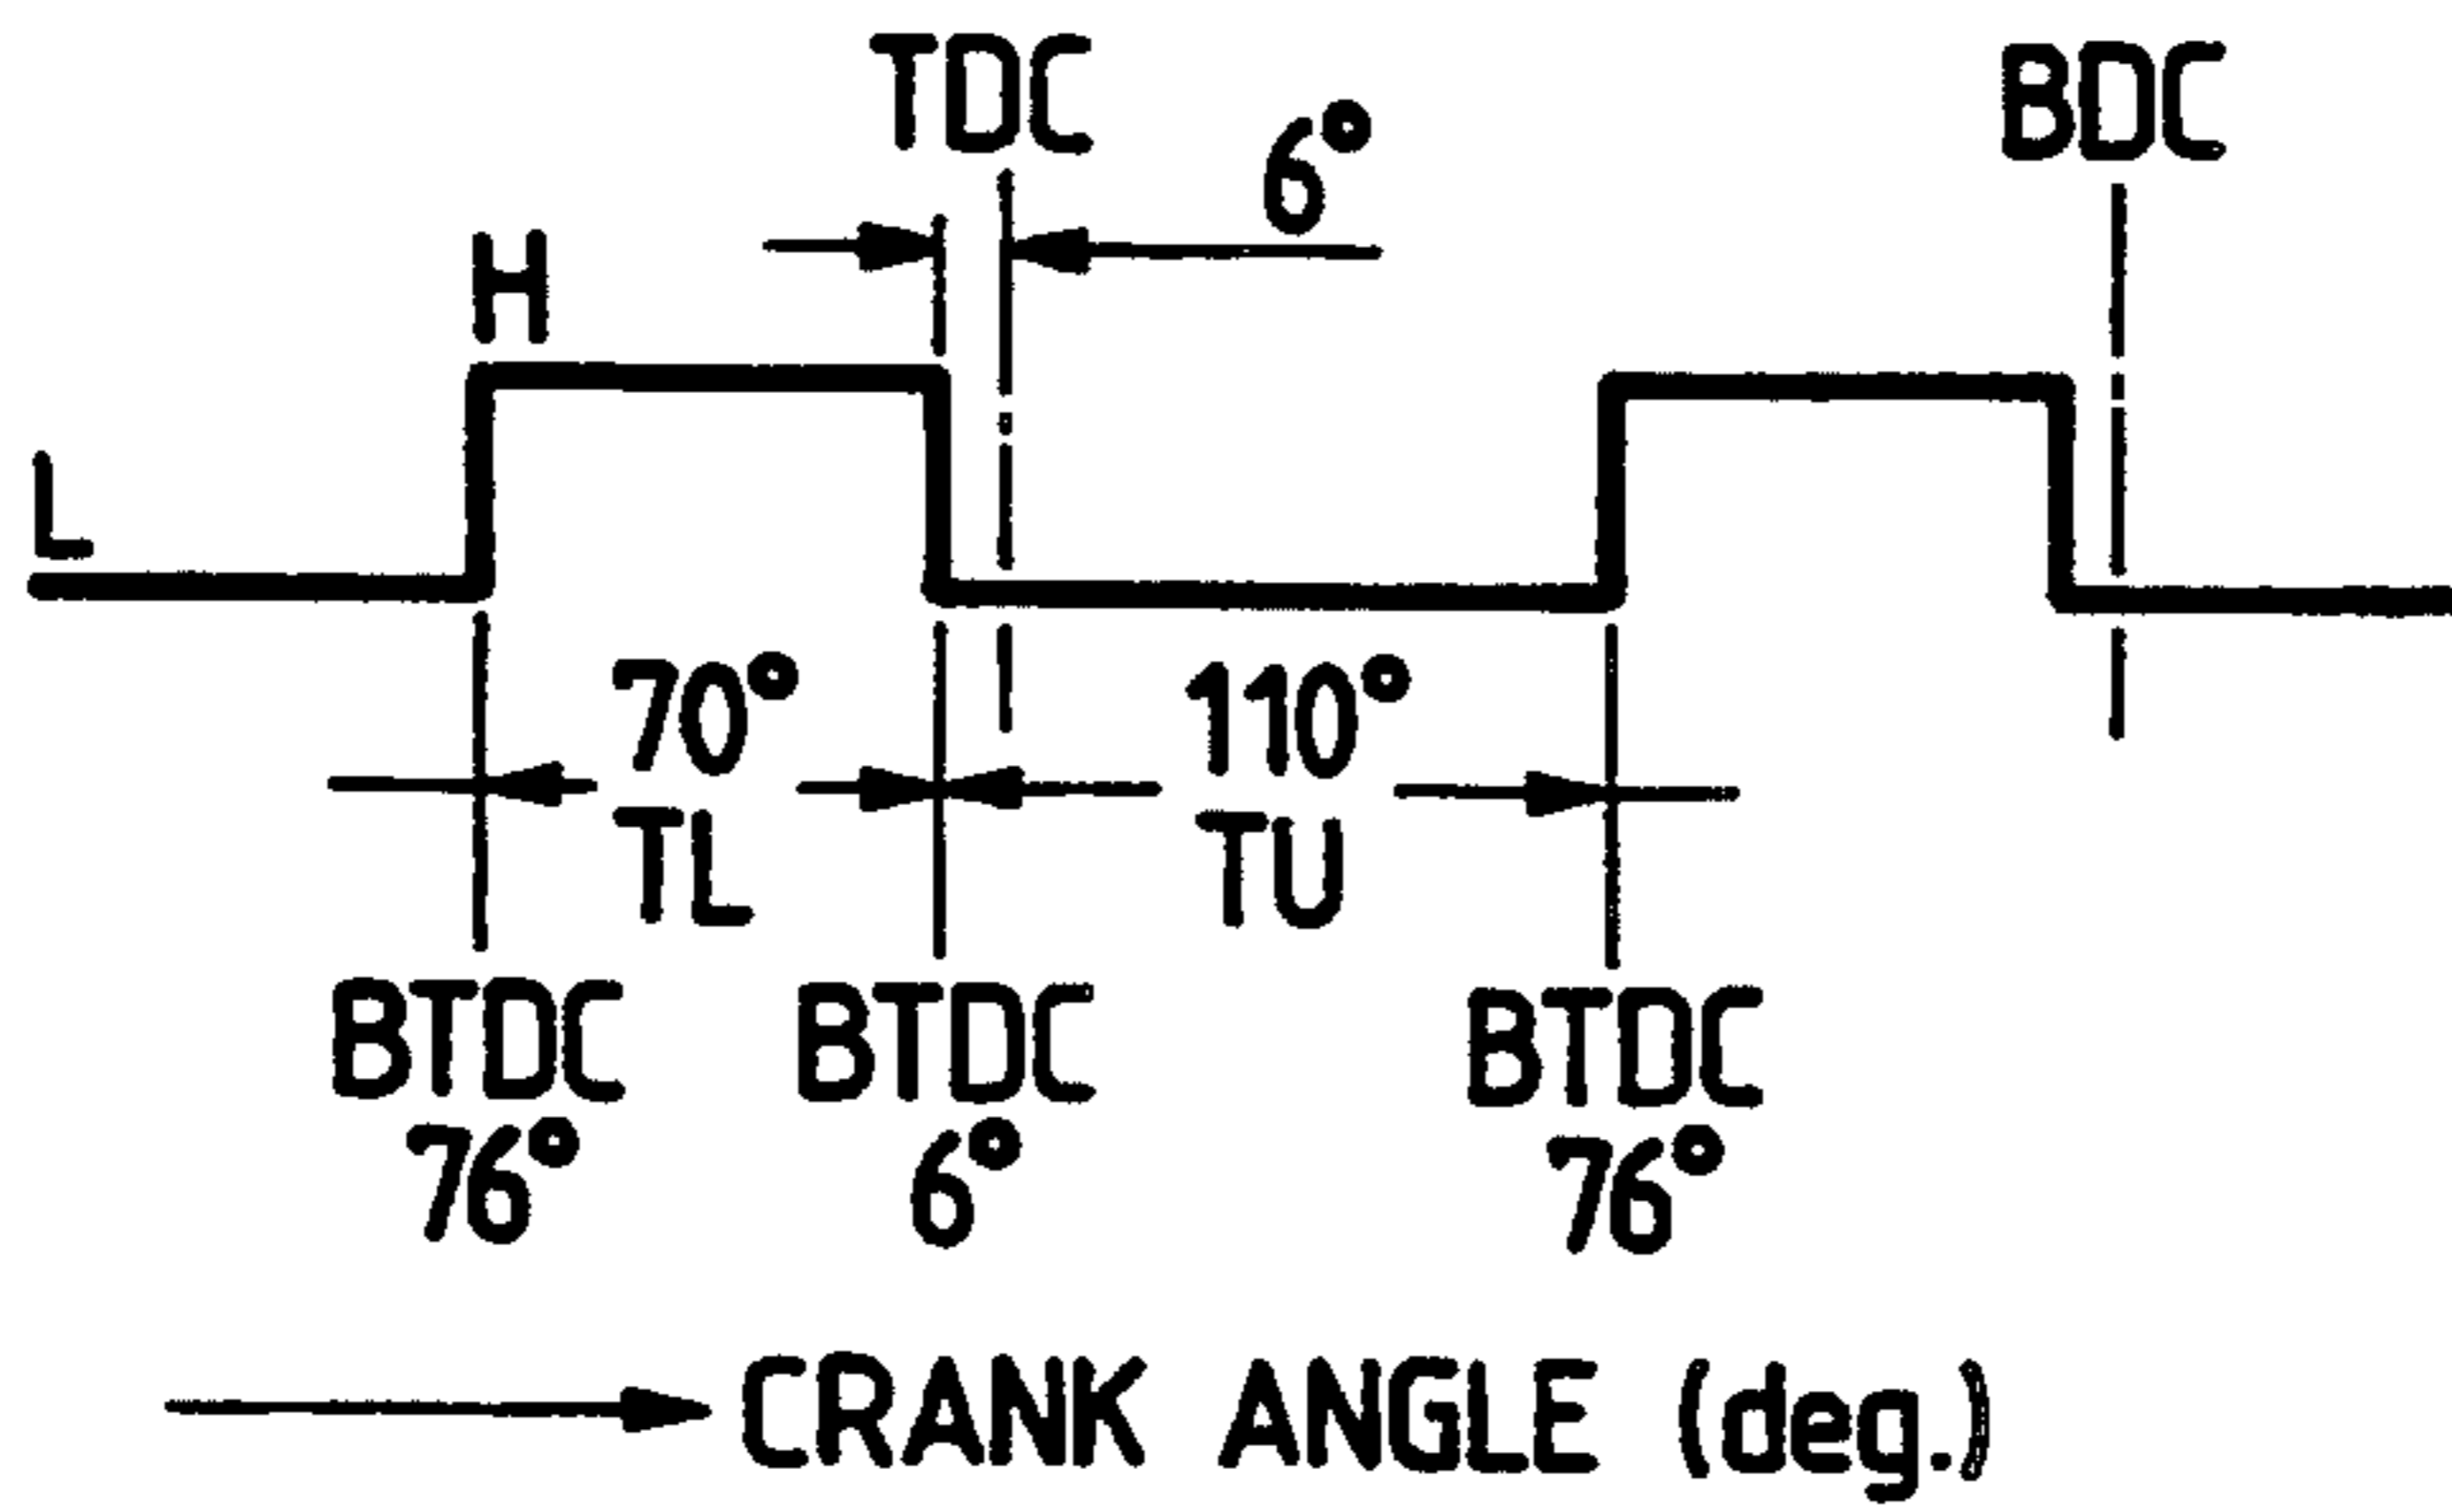 TDC
BDC
6°
H
L
70°
110°
TL
TU
BTDC
76°
BTDC
6°
BTDC
76°
CRANK ANGLE (deg.)